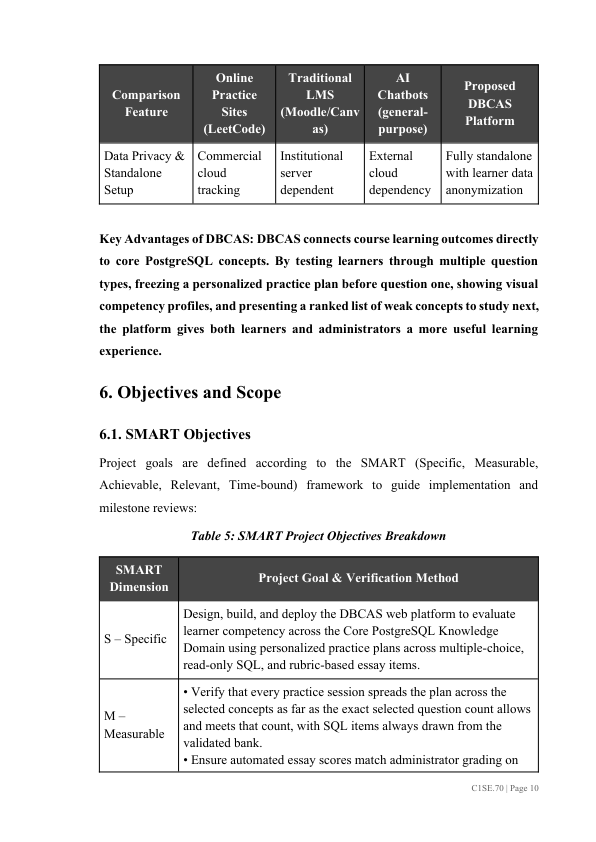 Comparison
Feature
Online
Practice
Sites
(LeetCode)
Traditional
LMS
(Moodle/Canv
as)
AI
Chatbots
(general-
purpose)
Proposed
DBCAS
Platform
Data Privacy &
Standalone
Setup
Commercial
cloud
tracking
Institutional
server
dependent
External
cloud
dependency
Fully standalone
with learner data
anonymization
Key Advantages of DBCAS: DBCAS connects course learning outcomes directly
to core PostgreSQL concepts. By testing learners through multiple question
types, freezing a personalized practice plan before question one, showing visual
competency profiles, and presenting a ranked list of weak concepts to study next,
the platform gives both learners and administrators a more useful learning
experience.
6. Objectives and Scope
6.1. SMART Objectives
Project goals are defined according to the SMART (Specific, Measurable,
Achievable, Relevant, Time-bound) framework to guide implementation and
milestone reviews:
Table 5: SMART Project Objectives Breakdown
SMART
Dimension
Project Goal & Verification Method
S – Specific
Design, build, and deploy the DBCAS web platform to evaluate
learner competency across the Core PostgreSQL Knowledge
Domain using personalized practice plans across multiple-choice,
read-only SQL, and rubric-based essay items.
M –
Measurable
• Verify that every practice session spreads the plan across the
selected concepts as far as the exact selected question count allows
and meets that count, with SQL items always drawn from the
validated bank.
• Ensure automated essay scores match administrator grading on
C1SE.70 | Page 10